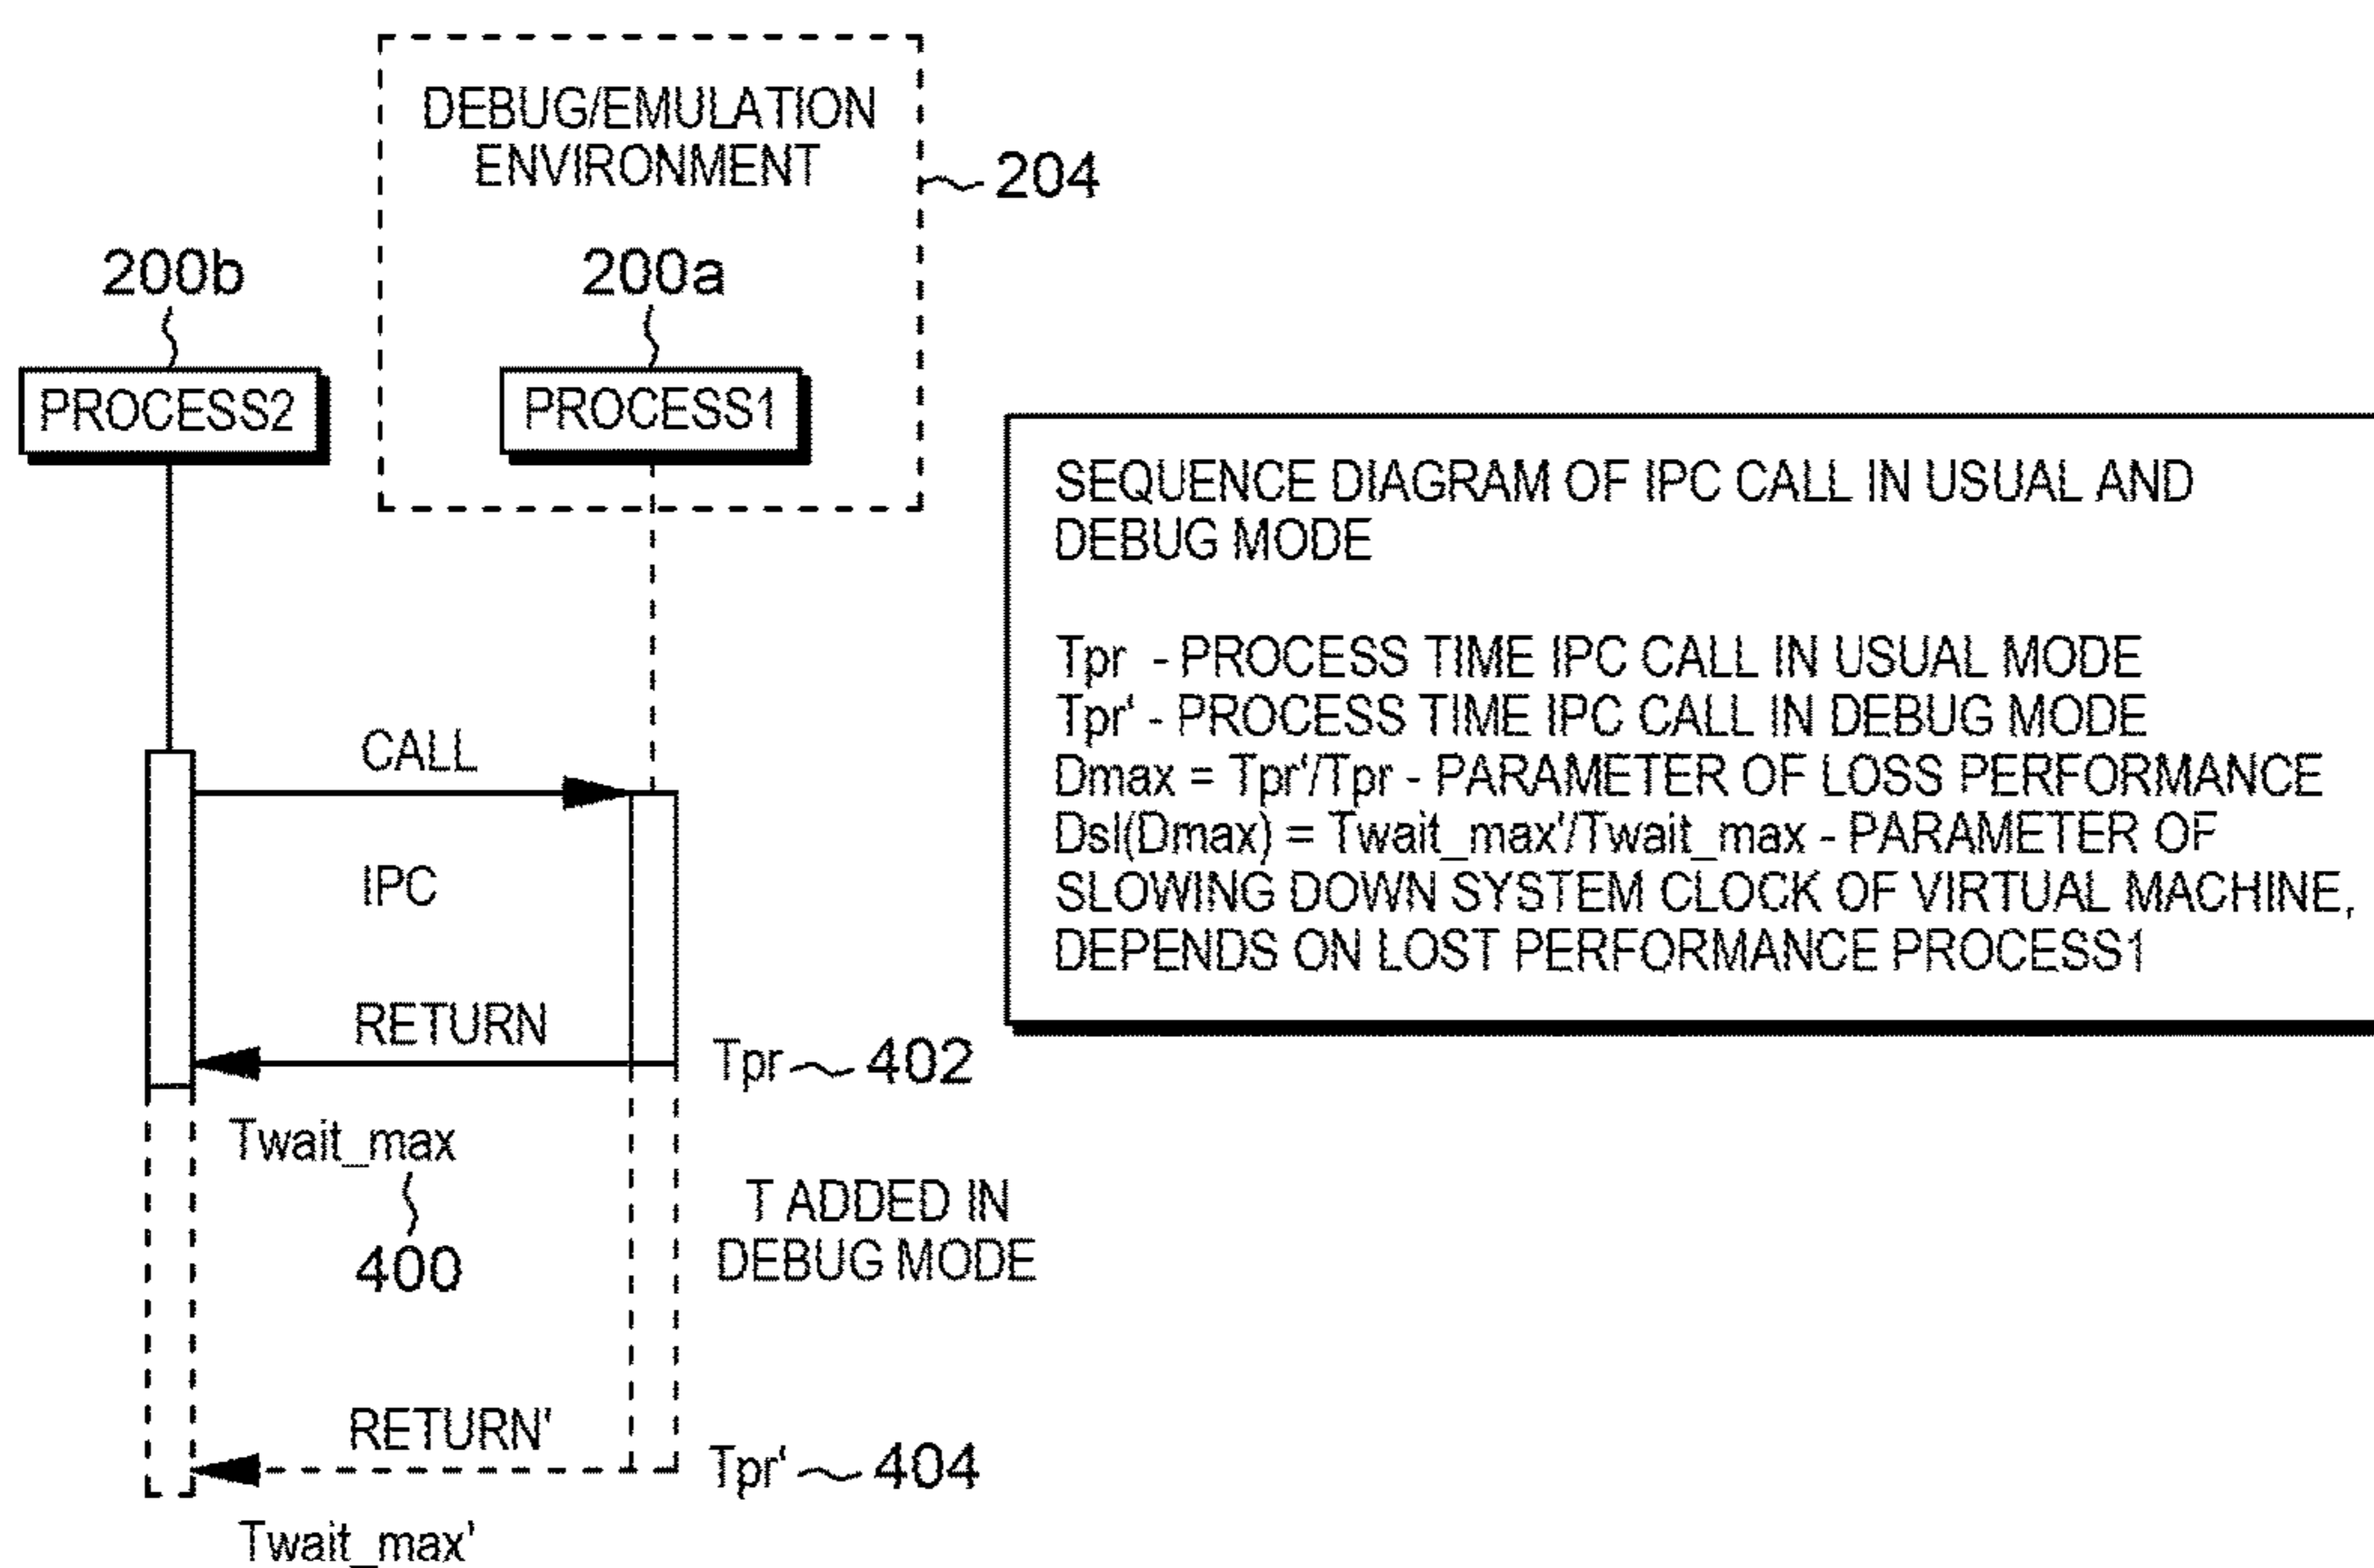 DEBUG/EMULATION
ENVIRONMENT
204
200b
200a
PROCESS2
PROCESS1
SEQUENCE DIAGRAM OF IPC CALL IN USUAL AND
DEBUG MODE
Tpr - PROCESS TIME IPC CALL IN USUAL MODE
Tpr' - PROCESS TIME IPC CALL IN DEBUG MODE
Dmax = Tpr'/Tpr - PARAMETER OF LOSS PERFORMANCE
Dsl(Dmax) = Twait_max'/Twait_max - PARAMETER OF
SLOWING DOWN SYSTEM CLOCK OF VIRTUAL MACHINE,
DEPENDS ON LOST PERFORMANCE PROCESS1
CALL
IPC
RETURN
Tpr 402
Twait_max
400
T ADDED IN
DEBUG MODE
RETURN'
Tpr' 404
Twait_max'